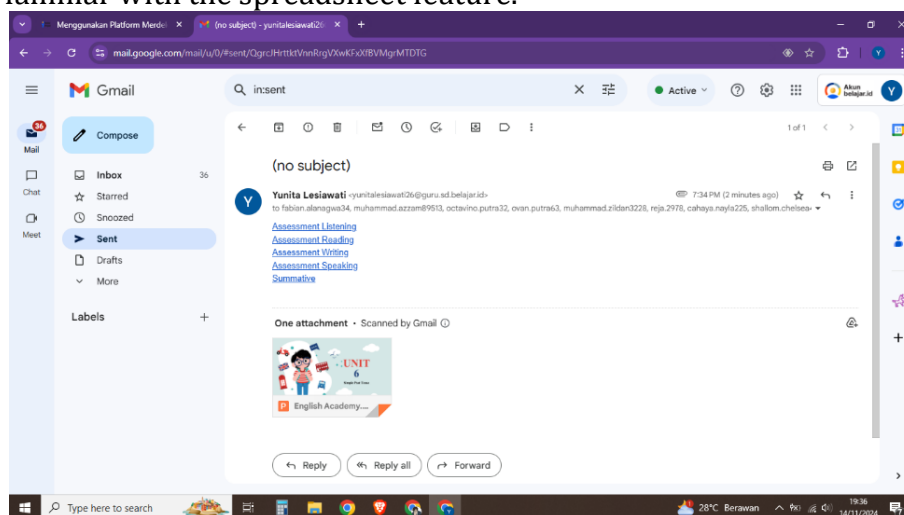 familiar with the spreadsheet feature.
Menggunakan Platform Merdel
(no subject) - yunitalesiawati26
mail.google.com/mail/u/0/#sent/QgrcJHrttktVnnRrgVXwKFxXfBVMgrMTDTG
Gmail
in:sent
Active
Akun
belajar.id
Y
36
Mail
Compose
1 of 1
Chat
Meet
Inbox 36
Starred
Snoozed
Sent
Drafts
More
Labels
(no subject)
Y
Yunita Lesiawati <yunitalesiawati26@guru.sd.belajar.id> 7:34 PM (2 minutes ago)
to fabian.alanagwa34, muhammad.azzam89513, octavino.putra32, ovan.putra63, muhammad.zildan3228, reja.2978, cahaya.nayla225, shallom.chelsea
Assessment Listening
Assessment Reading
Assessment Writing
Assessment Speaking
Summative
One attachment • Scanned by Gmail
UNIT
6
English Academy....
Reply
Reply all
Forward
Type here to search
28°C Berawan
19:36
14/11/2024